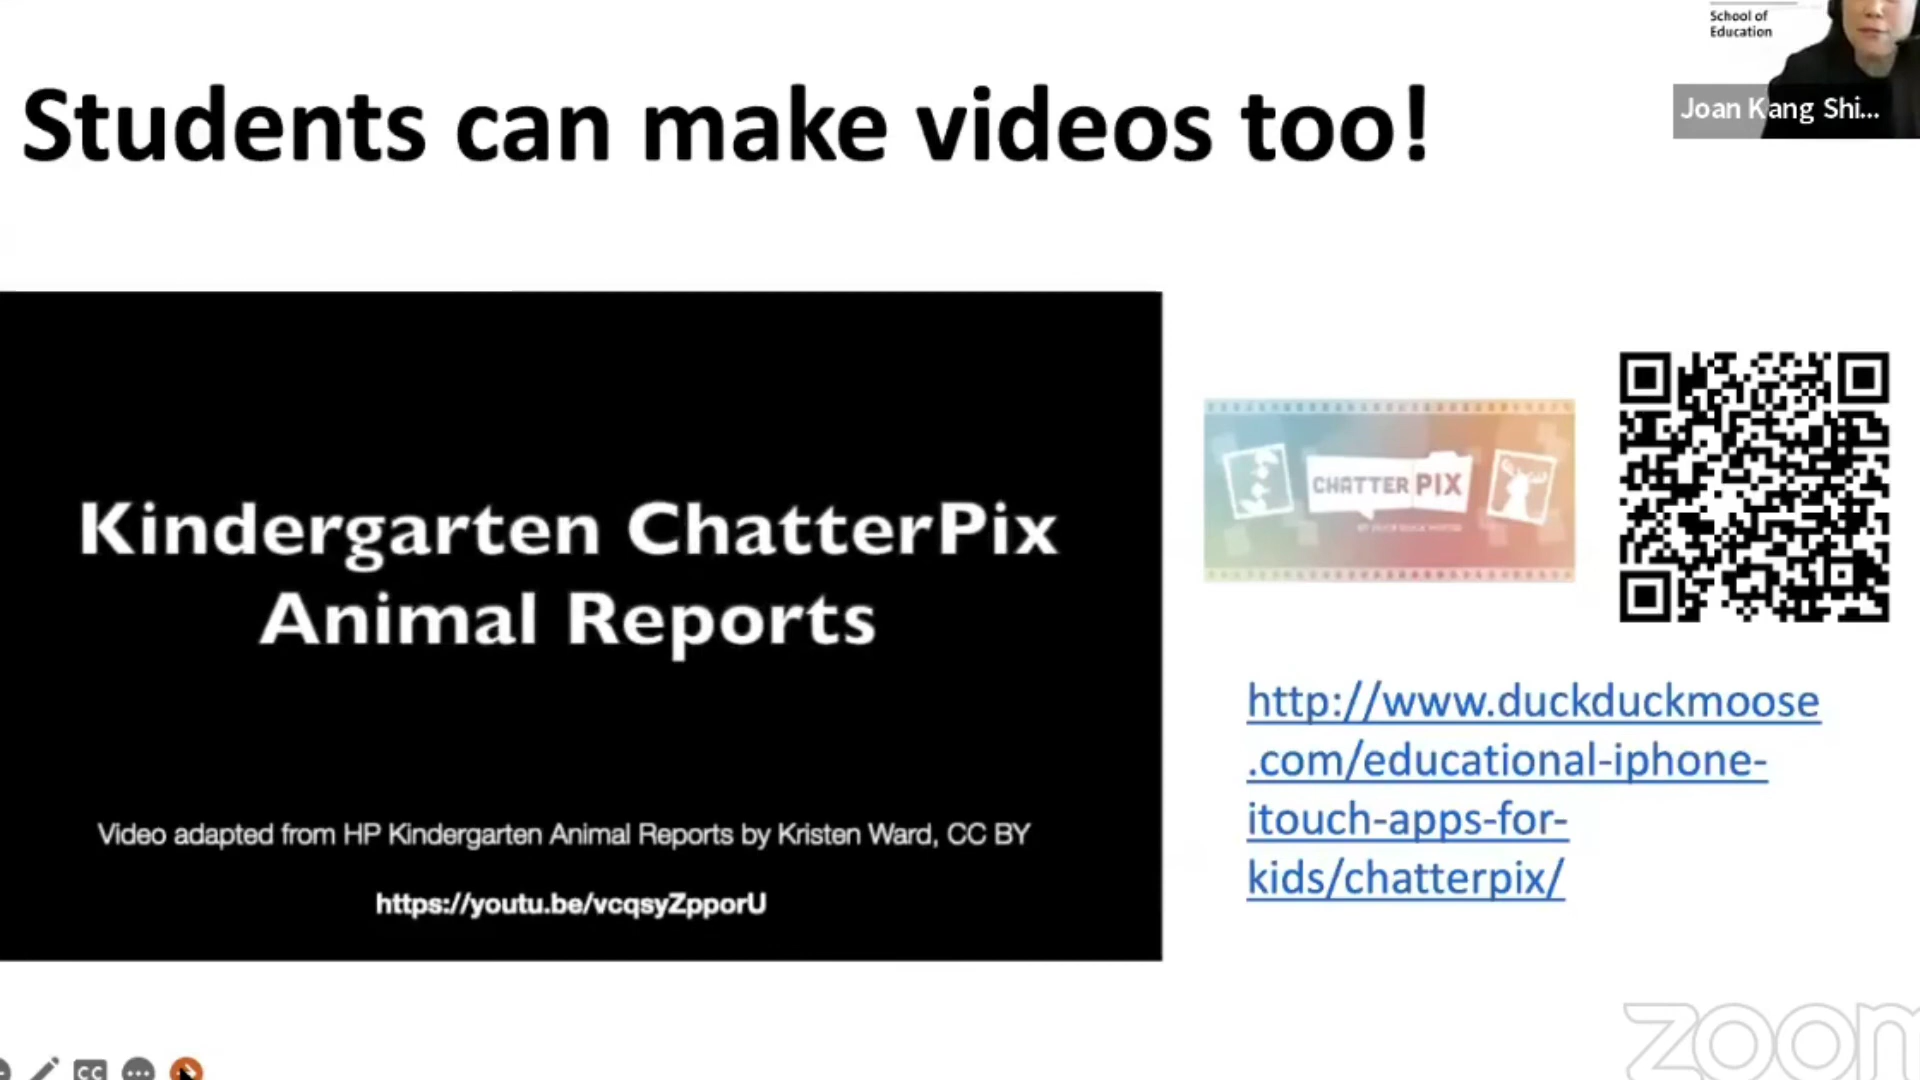 School of
Education
Joan Kang Shi...
Students can make videos too!
Kindergarten ChatterPix
Animal Reports
Video adapted from HP Kindergarten Animal Reports by Kristen Ward, CC BY
https://youtu.be/vcqsyZpporU
CHATTERPIX
http://www.duckduckmoose
.com/educational-iphone-
itouch-apps-for-
kids/chatterpix/
CC
zoom